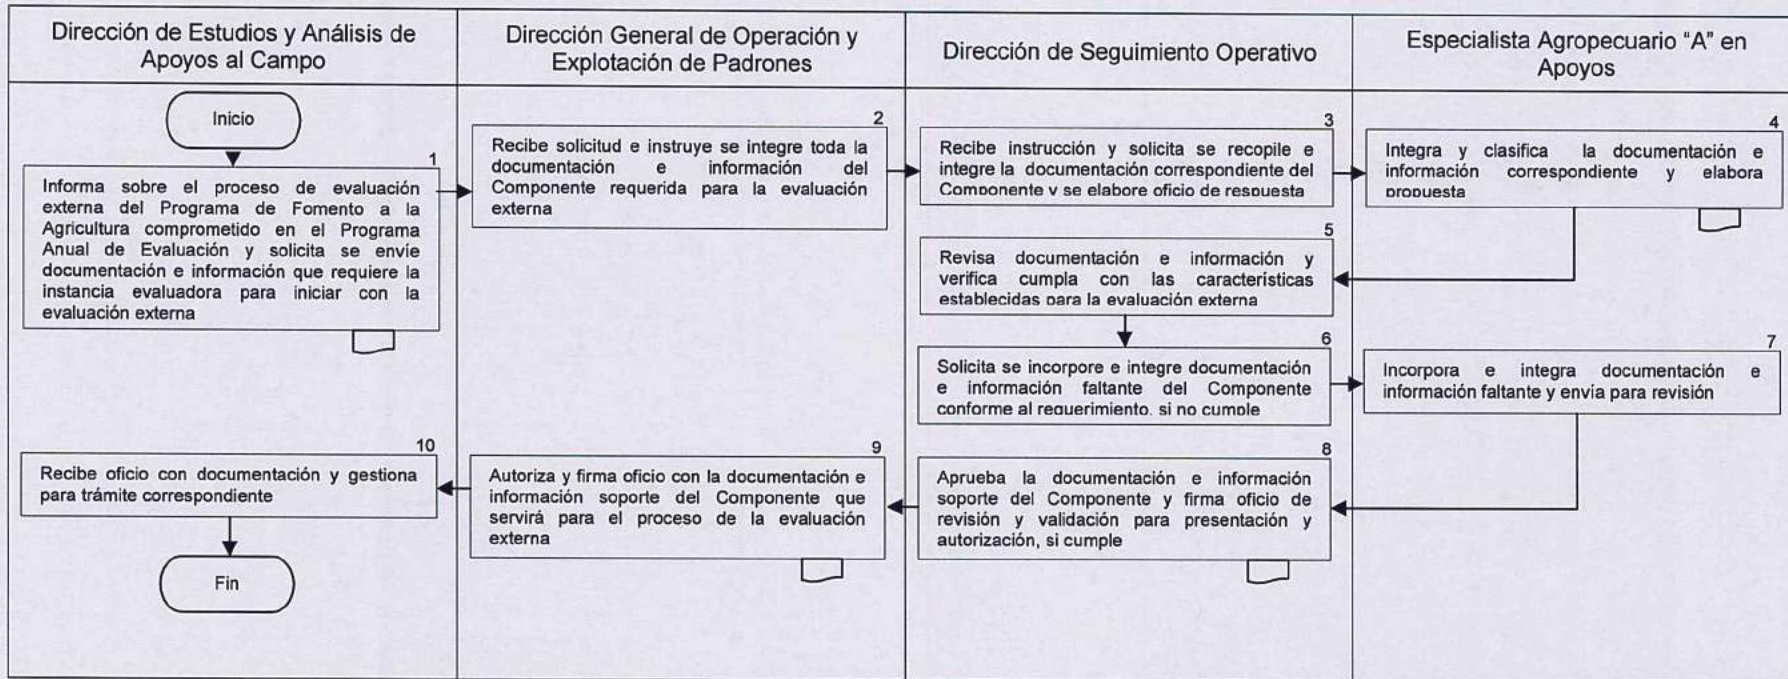 Dirección de Estudios y Análisis de
Apoyos al Campo
Dirección General de Operación y
Explotación de Padrones
Dirección de Seguimiento Operativo
Especialista Agropecuario “A” en
Apoyos
Inicio
1
Informa sobre el proceso de evaluación
externa del Programa de Fomento a la
Agricultura comprometido en el Programa
Anual de Evaluación y solicita se envíe
documentación e información que requiere la
instancia evaluadora para iniciar con la
evaluación externa
2
Recibe solicitud e instruye se integre toda la
documentación e información del
Componente requerida para la evaluación
externa
3
Recibe instrucción y solicita se recopile e
integre la documentación correspondiente del
Componente y se elabore oficio de respuesta
4
Integra y clasifica la documentación e
información correspondiente y elabora
propuesta
5
Revisa documentación e información y
verifica cumpla con las características
establecidas para la evaluación externa
6
Solicita se incorpore e integre documentación
e información faltante del Componente
conforme al requerimiento, si no cumple
7
Incorpora e integra documentación e
información faltante y envía para revisión
8
Aprueba la documentación e información
soporte del Componente y firma oficio de
revisión y validación para presentación y
autorización, si cumple
9
Autoriza y firma oficio con la documentación e
información soporte del Componente que
servirá para el proceso de la evaluación
externa
10
Recibe oficio con documentación y gestiona
para trámite correspondiente
Fin